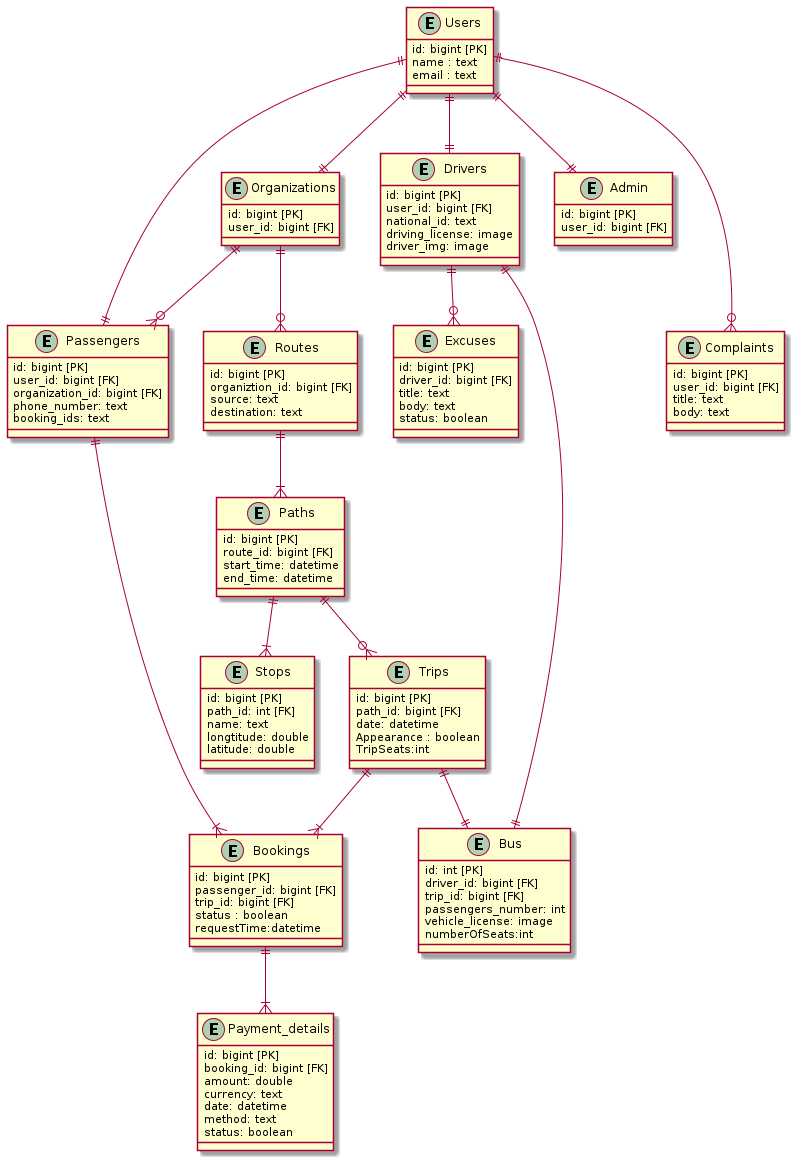 E Users
id: bigint [PK]
name : text
email : text
E Organizations
id: bigint [PK]
user_id: bigint [FK]
E Drivers
id: bigint [PK]
user_id: bigint [FK]
national_id: text
driving_license: image
driver_img: image
E Admin
id: bigint [PK]
user_id: bigint [FK]
E Passengers
id: bigint [PK]
user_id: bigint [FK]
organization_id: bigint [FK]
phone_number: text
booking_ids: text
E Routes
id: bigint [PK]
organiztion_id: bigint [FK]
source: text
destination: text
E Excuses
id: bigint [PK]
driver_id: bigint [FK]
title: text
body: text
status: boolean
E Complaints
id: bigint [PK]
user_id: bigint [FK]
title: text
body: text
E Paths
id: bigint [PK]
route_id: bigint [FK]
start_time: datetime
end_time: datetime
E Stops
id: bigint [PK]
path_id: int [FK]
name: text
longtitude: double
latitude: double
E Trips
id: bigint [PK]
path_id: bigint [FK]
date: datetime
Appearance : boolean
TripSeats:int
E Bookings
id: bigint [PK]
passenger_id: bigint [FK]
trip_id: bigint [FK]
status : boolean
requestTime:datetime
E Bus
id: int [PK]
driver_id: bigint [FK]
trip_id: bigint [FK]
passengers_number: int
vehicle_license: image
numberOfSeats:int
E Payment_details
id: bigint [PK]
booking_id: bigint [FK]
amount: double
currency: text
date: datetime
method: text
status: boolean